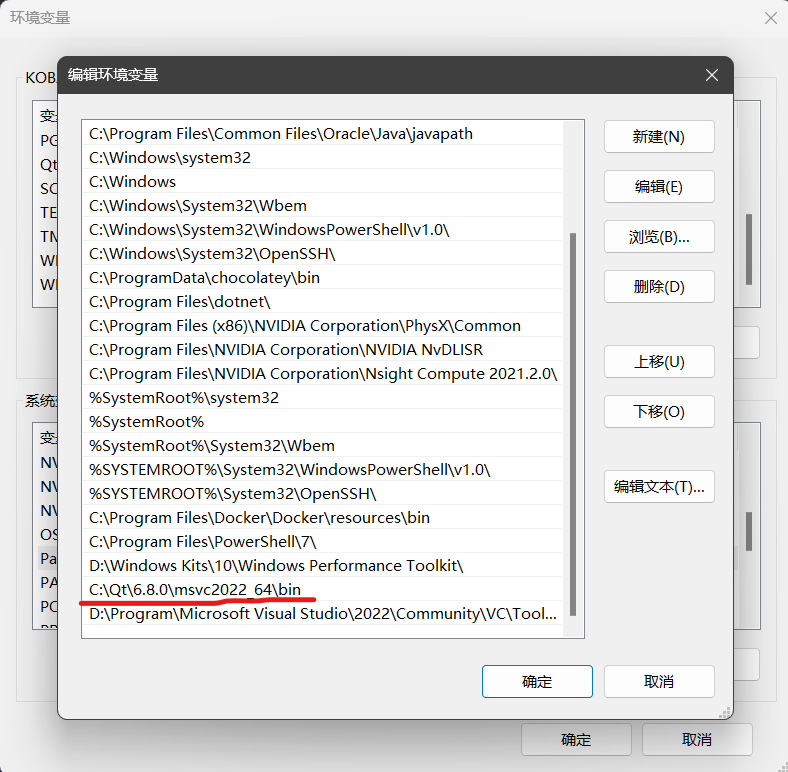 环境变量
编辑环境变量
C:\Program Files\Common Files\Oracle\Java\javapath
C:\Windows\system32
C:\Windows
C:\Windows\System32\Wbem
C:\Windows\System32\WindowsPowerShell\v1.0\
C:\Windows\System32\OpenSSH\
C:\ProgramData\chocolatey\bin
C:\Program Files\dotnet\
C:\Program Files (x86)\NVIDIA Corporation\PhysX\Common
C:\Program Files\NVIDIA Corporation\NVIDIA NvDLISR
C:\Program Files\NVIDIA Corporation\Nsight Compute 2021.2.0\
%SystemRoot%\system32
%SystemRoot%
%SystemRoot%\System32\Wbem
%SYSTEMROOT%\System32\WindowsPowerShell\v1.0\
%SYSTEMROOT%\System32\OpenSSH\
C:\Program Files\Docker\Docker\resources\bin
C:\Program Files\PowerShell\7\
D:\Windows Kits\10\Windows Performance Toolkit\
C:\Qt\6.8.0\msvc2022_64\bin
D:\Program\Microsoft Visual Studio\2022\Community\VC\Tool...
新建(N)
编辑(E)
浏览(B)...
删除(D)
上移(U)
下移(O)
编辑文本(T)...
确定
取消
KOB
PG
Qt
SC
TE
TM
WI
WI
系统
NV
NV
NV
OS
Pa
PA
PC
确定
取消